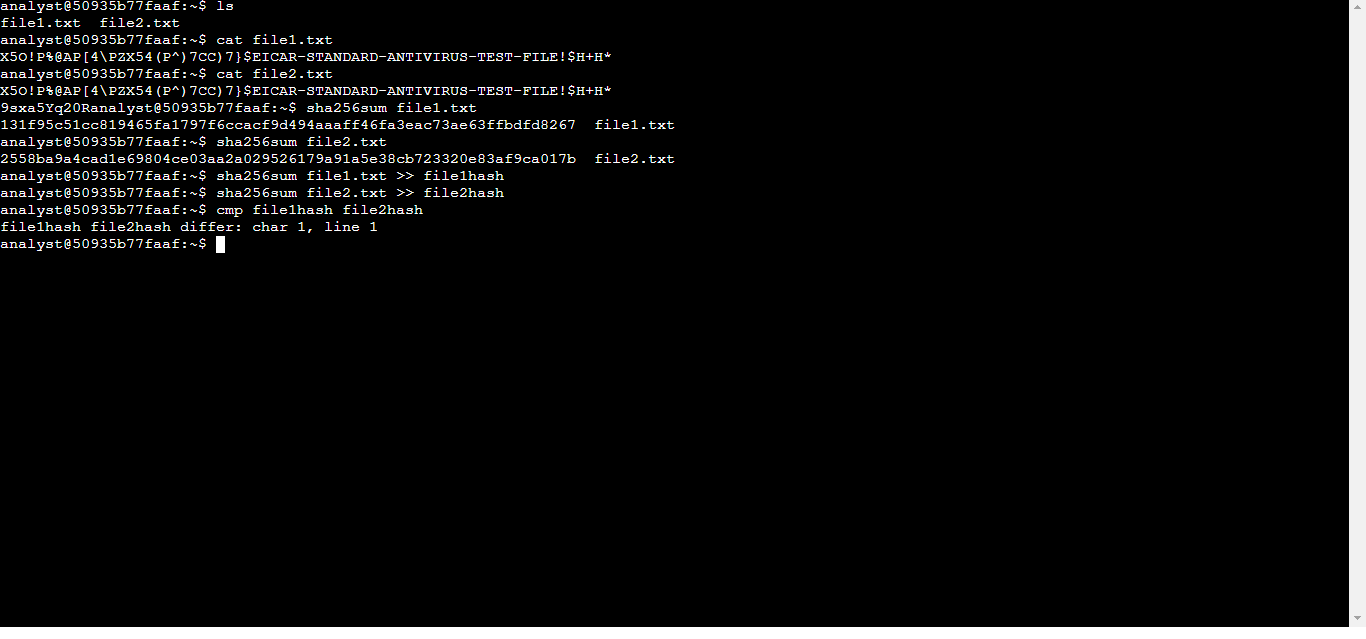 analyst@50935b77faaf:~$ ls
file1.txt  file2.txt
analyst@50935b77faaf:~$ cat file1.txt
X5O!P%@AP[4\PZX54(P^)7CC)7}$EICAR-STANDARD-ANTIVIRUS-TEST-FILE!$H+H*
analyst@50935b77faaf:~$ cat file2.txt
X5O!P%@AP[4\PZX54(P^)7CC)7}$EICAR-STANDARD-ANTIVIRUS-TEST-FILE!$H+H*
9sxa5Yq20Ranalyst@50935b77faaf:~$ sha256sum file1.txt
131f95c51cc819465fa1797f6ccacf9d494aaaff46fa3eac73ae63ffbdfd8267  file1.txt
analyst@50935b77faaf:~$ sha256sum file2.txt
2558ba9a4cad1e69804ce03aa2a029526179a91a5e38cb723320e83af9ca017b  file2.txt
analyst@50935b77faaf:~$ sha256sum file1.txt >> file1hash
analyst@50935b77faaf:~$ sha256sum file2.txt >> file2hash
analyst@50935b77faaf:~$ cmp file1hash file2hash
file1hash file2hash differ: char 1, line 1
analyst@50935b77faaf:~$